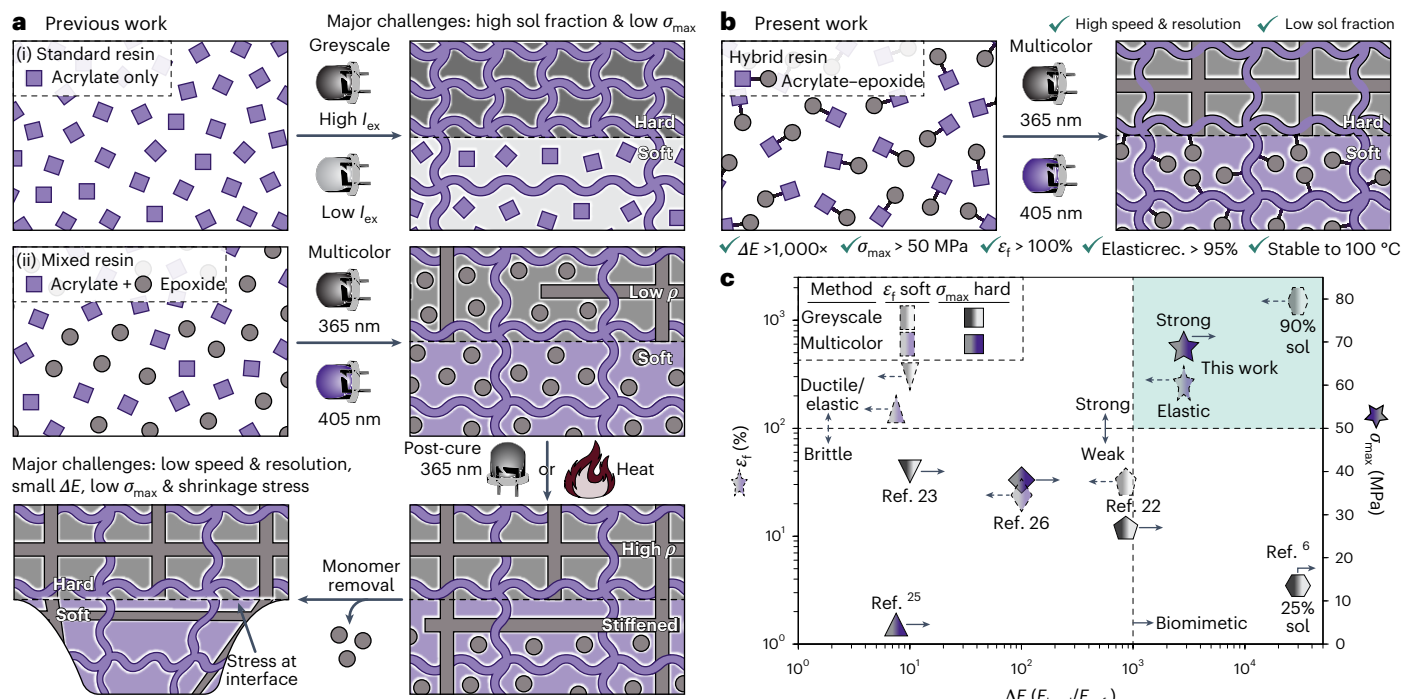 a Previous work
Major challenges: high sol fraction & low σmax
(i) Standard resin
Acrylate only
Greyscale
High Iex
Low Iex
Hard
Soft
(ii) Mixed resin
Acrylate + Epoxide
Multicolor
365 nm
405 nm
Low ρ
Soft
Post-cure
365 nm or Heat
Major challenges: low speed & resolution,
small ΔE, low σmax & shrinkage stress
Hard
Soft
Stress at
interface
Monomer
removal
High ρ
Stiffened
b Present work
High speed & resolution Low sol fraction
Hybrid resin
Acrylate–epoxide
Multicolor
365 nm
405 nm
Hard
Soft
ΔE >1,000× σmax > 50 MPa εf > 100% Elasticrec. > 95% Stable to 100 °C
c
Method εf soft σmax hard
Greyscale
Multicolor
Ductile/
elastic
Brittle
Strong
Weak
Strong
This work
Elastic
90%
sol
Ref. 23
Ref. 26
Ref. 22
Ref. 25
Ref. 6
25%
sol
Biomimetic
εf (%)
10³
10²
10¹
10⁰
σmax (MPa)
80
70
60
50
40
30
20
10
0
10⁰ 10¹ 10² 10³ 10⁴